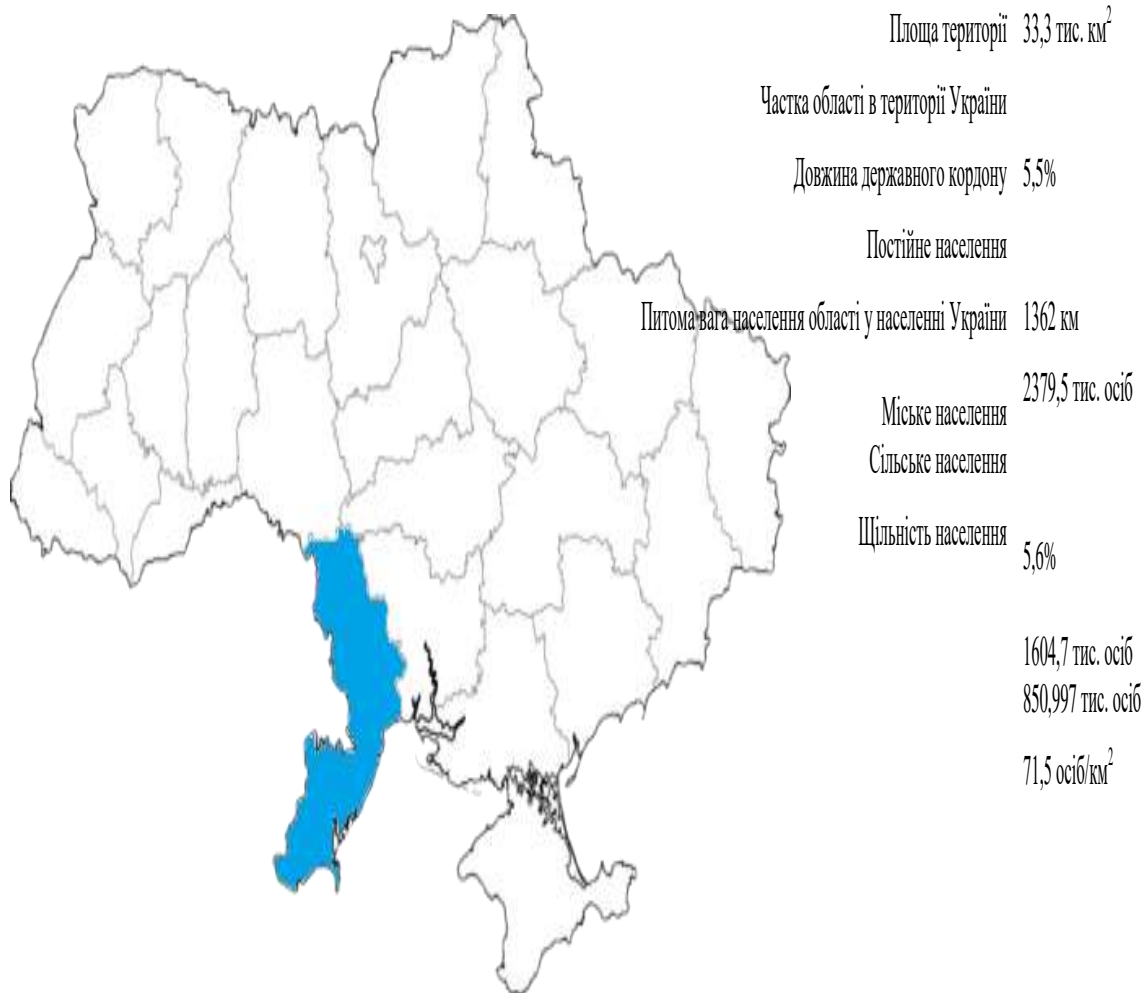 Площа території 33,3 тис. км²
Частка області в території України
Довжина державного кордону 5,5%
Постійне населення
Питома вага населення області у населенні України 1362 км
2379,5 тис. осіб
Міське населення
Сільське населення
Щільність населення
5,6%
1604,7 тис. осіб
850,997 тис. осіб
71,5 осіб/км²